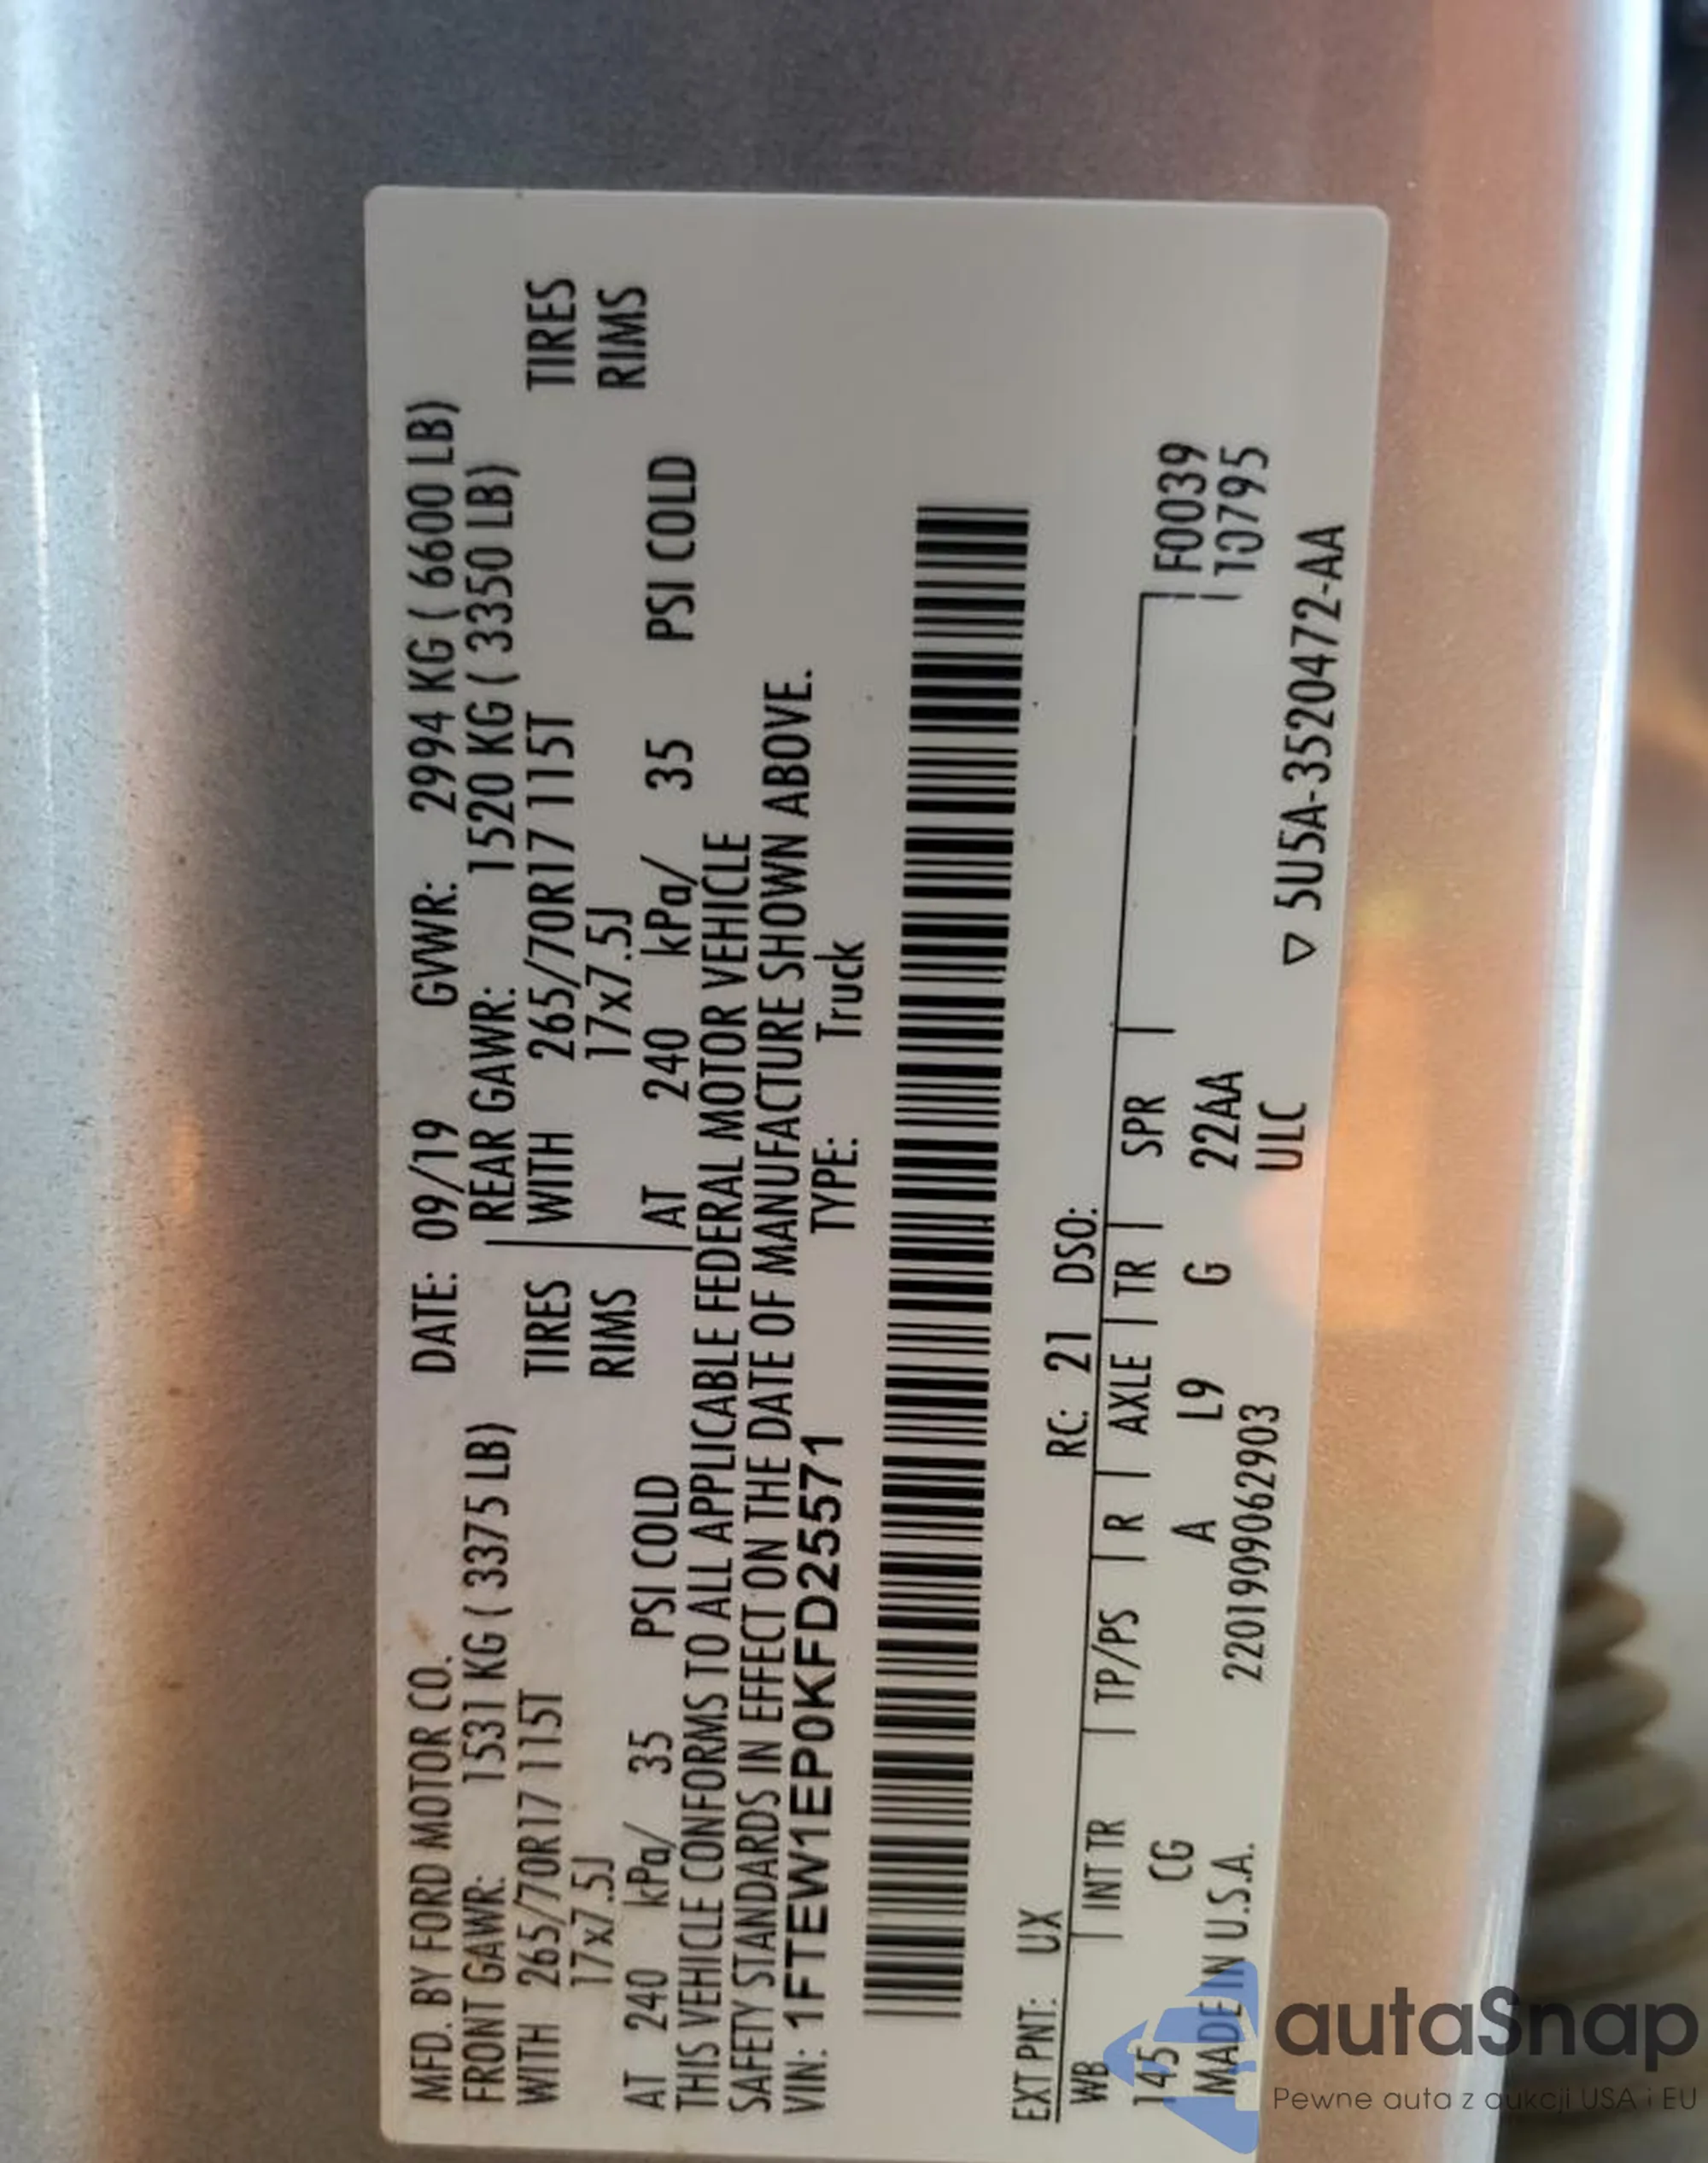 MFD. BY FORD MOTOR CO. DATE: 09/19 GVWR: 2994 KG ( 6600 LB)
FRONT GAWR: 1531 KG ( 3375 LB) REAR GAWR: 1520 KG ( 3350 LB)
WITH 265/70R17 115T TIRES WITH 265/70R17 115T TIRES
17x7.5J RIMS 17x7.5J RIMS
AT 240 kPa/ 35 PSI COLD AT 240 kPa/ 35 PSI COLD
THIS VEHICLE CONFORMS TO ALL APPLICABLE FEDERAL MOTOR VEHICLE
SAFETY STANDARDS IN EFFECT ON THE DATE OF MANUFACTURE SHOWN ABOVE.
VIN: 1FTEW1EP0KFD25571 TYPE: Truck
EXT PNT: UX RC: 21 DSO:
WB INT TR TP/PS R AXLE TR SPR F0039
145 CG A L9 G 22AA 10795
MADE IN U.S.A. 2201909062903 ULC
▽ 5U5A-3520472-AA
autaSnap
Pewne auta z aukcji USA i EU